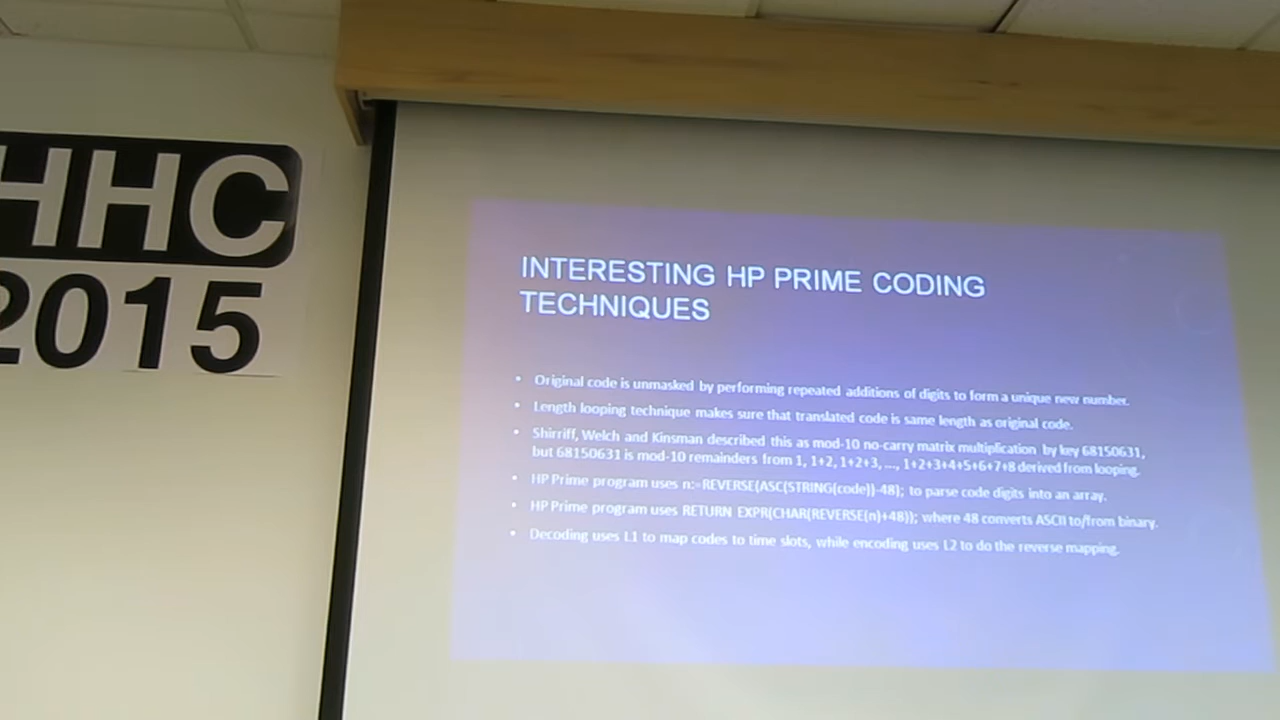 HHC
2015
INTERESTING HP PRIME CODING
TECHNIQUES
• Original code is unmasked by performing repeated additions of digits to form a unique new number.
• Length looping technique makes sure that translated code is same length as original code.
• Shirriff, Welch and Kinsman described this as mod-10 no-carry matrix multiplication by key 68150631,
but 68150631 is mod-10 remainders from 1, 1+2, 1+2+3, ..., 1+2+3+4+5+6+7+8 derived from looping.
• HP Prime program uses n:=REVERSE(ASC(STRING(code))-48); to parse code digits into an array.
• HP Prime program uses RETURN EXPR(CHAR(REVERSE(n)+48)); where 48 converts ASCII to/from binary.
• Decoding uses L1 to map codes to time slots, while encoding uses L2 to do the reverse mapping.